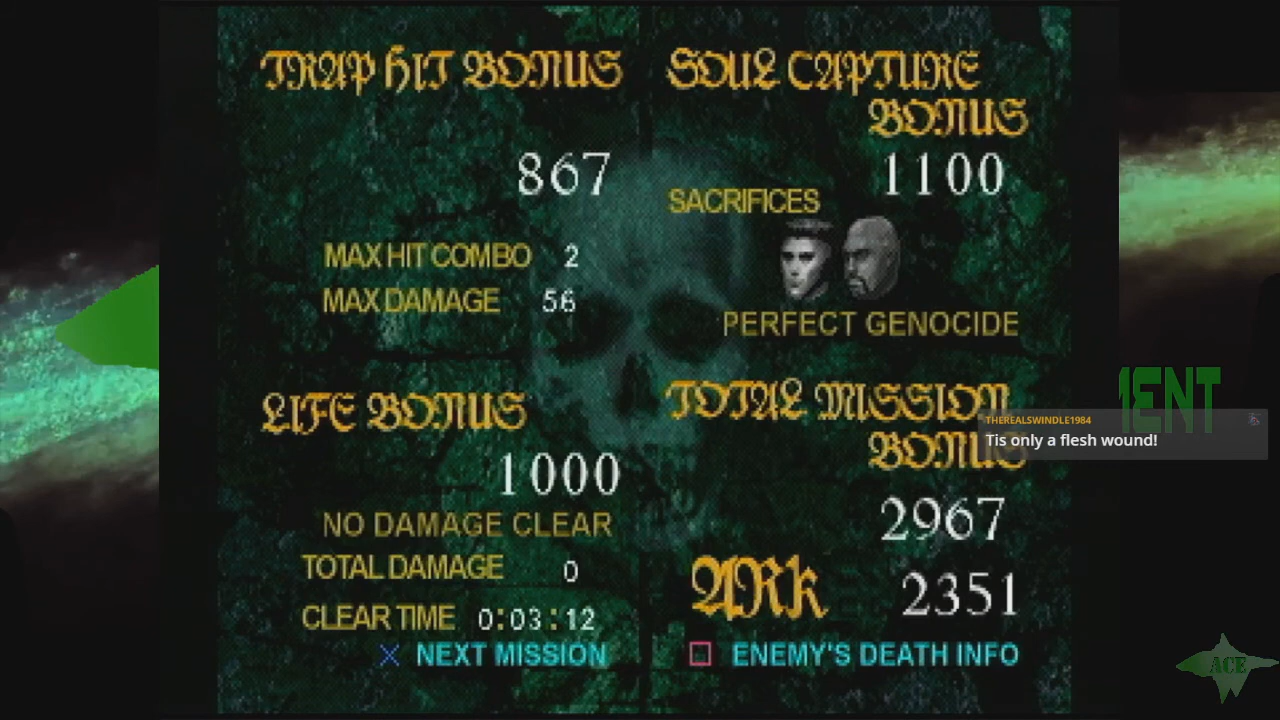 TRAP HIT BONUS
867
MAX HIT COMBO 2
MAX DAMAGE 56
LIFE BONUS
1000
NO DAMAGE CLEAR
TOTAL DAMAGE 0
CLEAR TIME 0:03:12
NEXT MISSION
SOUL CAPTURE
BONUS
1100
SACRIFICES
PERFECT GENOCIDE
TOTAL MISSION
BONUS
2967
ARK 2351
ENEMY'S DEATH INFO
MENT
THEREALSWINDLE1984
Tis only a flesh wound!
ACE